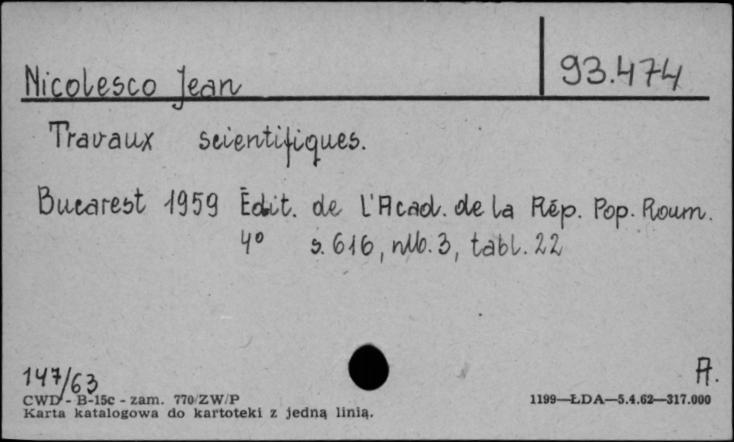 Nicolesco Jean 93.474
Travaux scientifiques.
Bucarest 1959 Édit. de l'Acad. de la Rép. Pop. Roum.
4° s. 616, nlb. 3, tabl. 22
147/63 A.
CWD - B-15c - zam. 770/ZW/P 1199—ŁDA—5.4.62—317.000
Karta katalogowa do kartoteki z jedną linią.